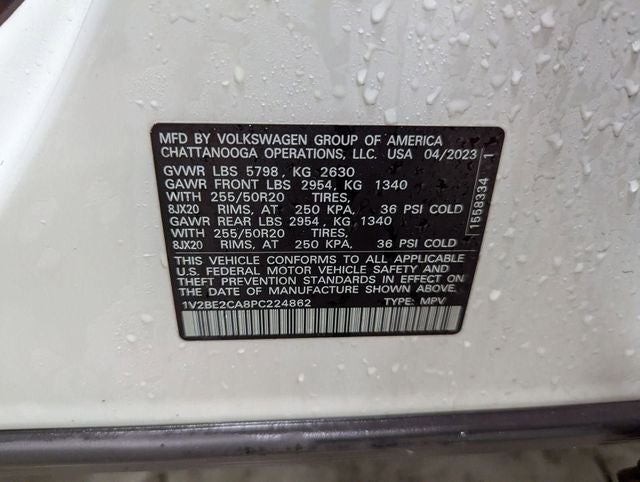 MFD BY VOLKSWAGEN GROUP OF AMERICA
CHATTANOOGA OPERATIONS, LLC. USA 04/2023
GVWR LBS 5798, KG 2630
GAWR FRONT LBS 2954, KG 1340
WITH 255/50R20 TIRES,
8JX20 RIMS, AT 250 KPA, 36 PSI COLD
GAWR REAR LBS 2954, KG 1340
WITH 255/50R20 TIRES,
8JX20 RIMS, AT 250 KPA, 36 PSI COLD
THIS VEHICLE CONFORMS TO ALL APPLICABLE
U.S. FEDERAL MOTOR VEHICLE SAFETY AND
THEFT PREVENTION STANDARDS IN EFFECT ON
THE DATE OF MANUFACTURE SHOWN ABOVE.
1V2BE2CA8PC224862 TYPE: MPV
1558334 1